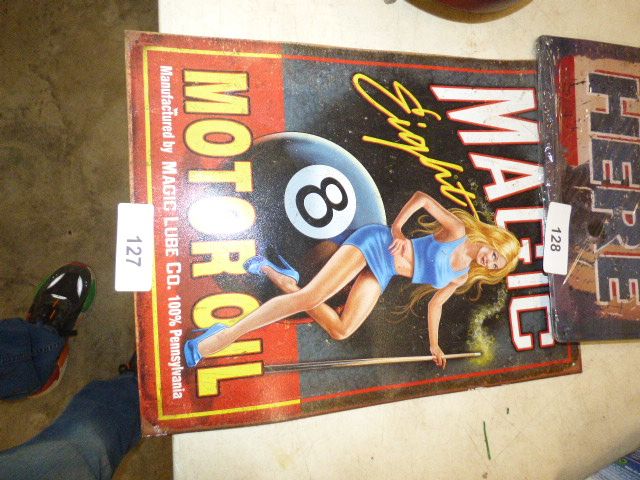 MAGIC
Eight
8
MOTOR OIL
Manufactured by MAGIC LUBE CO. 100% Pennsylvania
127
128
HERE